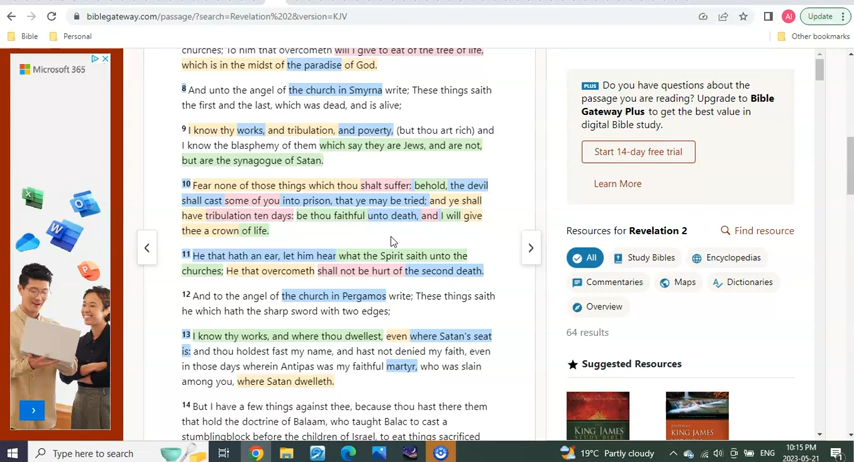 biblegateway.com/passage/?search=Revelation%202&version=KJV
AI
Update
Bible
Personal
Other bookmarks
Microsoft 365
churches; To him that overcometh will I give to eat of the tree of life,
which is in the midst of the paradise of God.
8 And unto the angel of the church in Smyrna write; These things saith
the first and the last, which was dead, and is alive;
9 I know thy works, and tribulation, and poverty, (but thou art rich) and
I know the blasphemy of them which say they are Jews, and are not,
but are the synagogue of Satan.
10 Fear none of those things which thou shalt suffer: behold, the devil
shall cast some of you into prison, that ye may be tried; and ye shall
have tribulation ten days: be thou faithful unto death, and I will give
thee a crown of life.
11 He that hath an ear, let him hear what the Spirit saith unto the
churches; He that overcometh shall not be hurt of the second death.
12 And to the angel of the church in Pergamos write; These things saith
he which hath the sharp sword with two edges;
13 I know thy works, and where thou dwellest, even where Satan's seat
is: and thou holdest fast my name, and hast not denied my faith, even
in those days wherein Antipas was my faithful martyr, who was slain
among you, where Satan dwelleth.
14 But I have a few things against thee, because thou hast there them
that hold the doctrine of Balaam, who taught Balac to cast a
stumblingblock before the children of Israel, to eat things sacrificed
PLUS Do you have questions about the
passage you are reading? Upgrade to Bible
Gateway Plus to get the best value in
digital Bible study.
Start 14-day free trial
Learn More
Resources for Revelation 2
Find resource
All
Study Bibles
Encyclopedias
Commentaries
Maps
Dictionaries
Overview
64 results
Suggested Resources
KING JAMES
STUDY BIBLE
KING JAMES
Type here to search
19°C Partly cloudy
ENG
10:15 PM
2023-05-21